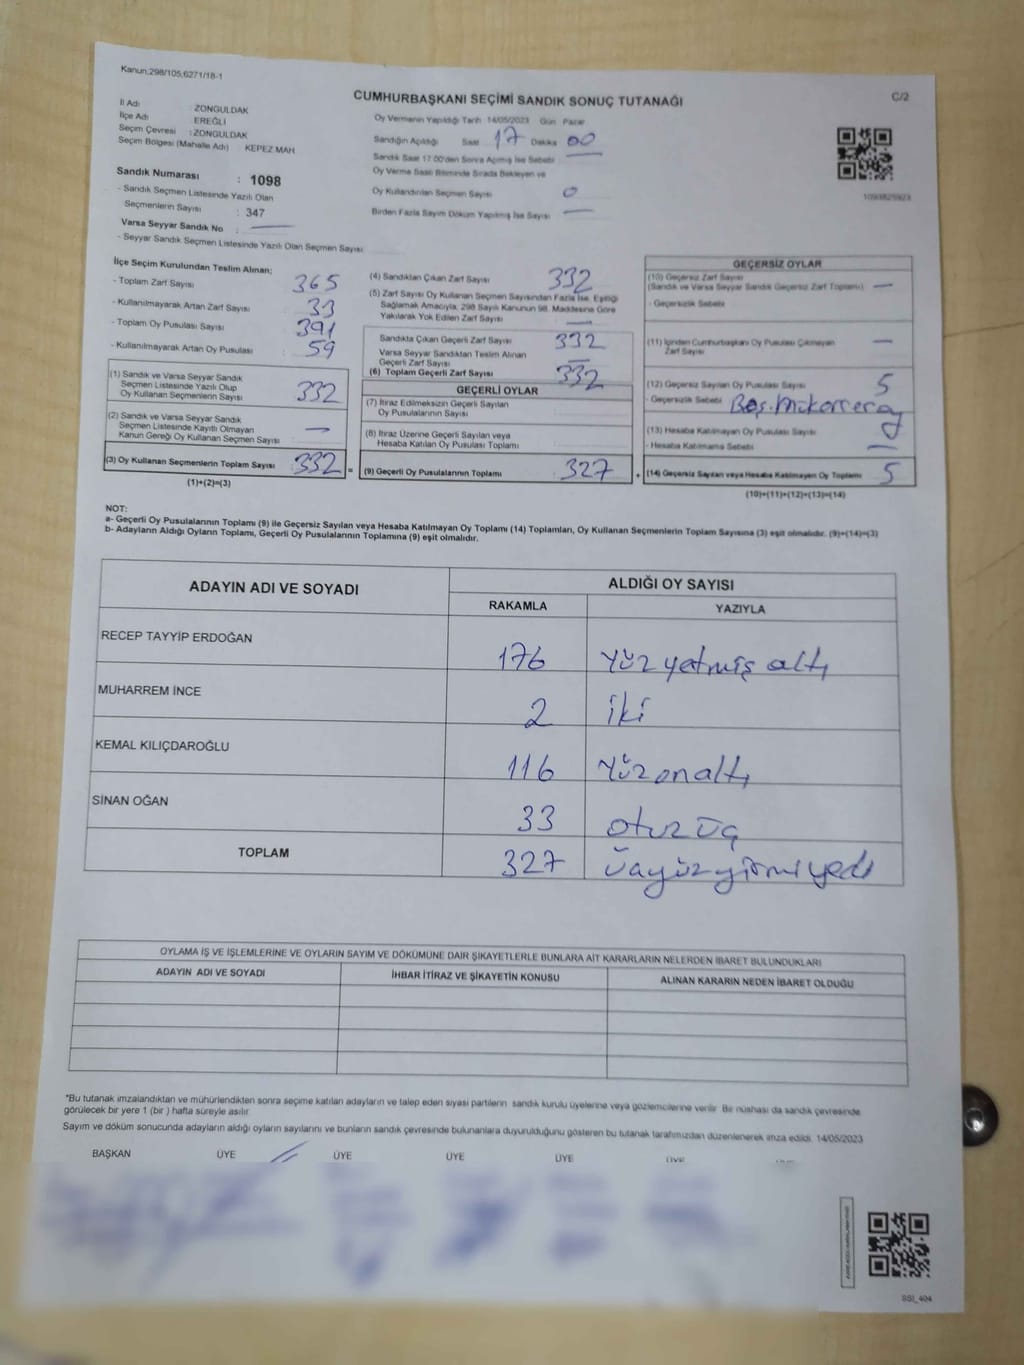 Kanun:298/105,6271/18-1
C/2
CUMHURBAŞKANI SEÇİMİ SANDIK SONUÇ TUTANAĞI
İl Adı : ZONGULDAK
İlçe Adı EREĞLİ
Seçim Çevresi : ZONGULDAK
Seçim Bölgesi (Mahalle Adı) KEPEZ MAH
Oy Vermenin Yapıldığı Tarih 14/05/2023 Gün Pazar
Sandığın Açıldığı Saat 17 Dakika 00
Sandık Saat 17:00'den Sonra Açılmış İse Sebebi
Oy Verme Saati Bitiminde Sırada Bekleyen ve
Oy Kullandırılan Seçmen Sayısı 0
Birden Fazla Sayım Döküm Yapılmış İse Sayısı —
1093825923
Sandık Numarası : 1098
- Sandık Seçmen Listesinde Yazılı Olan
Seçmenlerin Sayısı : 347
Varsa Seyyar Sandık No —
- Seyyar Sandık Seçmen Listesinde Yazılı Olan Seçmen Sayısı
İlçe Seçim Kurulundan Teslim Alınan;
- Toplam Zarf Sayısı 365
- Kullanılmayarak Artan Zarf Sayısı 33
- Toplam Oy Pusulası Sayısı 391
- Kullanılmayarak Artan Oy Pusulası 59
(1) Sandık ve Varsa Seyyar Sandık
Seçmen Listesinde Yazılı Olup
Oy Kullanan Seçmenlerin Sayısı 332
(2) Sandık ve Varsa Seyyar Sandık
Seçmen Listesinde Kayıtlı Olmayan
Kanun Gereği Oy Kullanan Seçmen Sayısı —
(3) Oy Kullanan Seçmenlerin Toplam Sayısı 332 =
(1)+(2)=(3)
(4) Sandıktan Çıkan Zarf Sayısı 332
(5) Zarf Sayısı Oy Kullanan Seçmen Sayısından Fazla İse, Eşitliği
Sağlamak Amacıyla, 298 Sayılı Kanunun 98. Maddesine Göre
Yakılarak Yok Edilen Zarf Sayısı —
Sandıkta Çıkan Geçerli Zarf Sayısı 332
Varsa Seyyar Sandıktan Teslim Alınan
Geçerli Zarf Sayısı —
(6) Toplam Geçerli Zarf Sayısı 332
GEÇERLİ OYLAR
(7) İtiraz Edilmeksizin Geçerli Sayılan
Oy Pusulalarının Sayısı
(8) İtiraz Üzerine Geçerli Sayılan veya
Hesaba Katılan Oy Pusulası Toplamı
(9) Geçerli Oy Pusulalarının Toplamı 327 +
GEÇERSİZ OYLAR
(10) Geçersiz Zarf Sayısı
(Sandık ve Varsa Seyyar Sandık Geçersiz Zarf Toplamı) —
- Geçersizlik Sebebi
(11) İçinden Cumhurbaşkanı Oy Pusulası Çıkmayan
Zarf Sayısı —
(12) Geçersiz Sayılan Oy Pusulası Sayısı 5
- Geçersizlik Sebebi Boş.
(13) Hesaba Katılmayan Oy Pusulası Sayısı
- Hesaba Katılmama Sebebi —
(14) Geçersiz Sayılan veya Hesaba Katılmayan Oy Toplamı 5
(10)+(11)+(12)+(13)=(14)
NOT:
a- Geçerli Oy Pusulalarının Toplamı (9) ile Geçersiz Sayılan veya Hesaba Katılmayan Oy Toplamı (14) Toplamları, Oy Kullanan Seçmenlerin Toplam Sayısına (3) eşit olmalıdır. (9)+(14)=(3)
b- Adayların Aldığı Oyların Toplamı, Geçerli Oy Pusulalarının Toplamına (9) eşit olmalıdır.
ADAYIN ADI VE SOYADI ALDIĞI OY SAYISI
RAKAMLA YAZIYLA
RECEP TAYYİP ERDOĞAN 176 yüz yetmiş altı
MUHARREM İNCE 2 iki
KEMAL KILIÇDAROĞLU 116 yüz onaltı
SİNAN OĞAN 33 otuz üç
TOPLAM 327 üçyüz yirmi yedi
OYLAMA İŞ VE İŞLEMLERİNE VE OYLARIN SAYIM VE DÖKÜMÜNE DAİR ŞİKAYETLERLE BUNLARA AİT KARARLARIN NELERDEN İBARET BULUNDUKLARI
ADAYIN ADI VE SOYADI İHBAR İTİRAZ VE ŞİKAYETİN KONUSU ALINAN KARARIN NEDEN İBARET OLDUĞU
*Bu tutanak imzalandıktan ve mühürlendikten sonra seçime katılan adayların ve talep eden siyasi partilerin sandık kurulu üyelerine veya gözlemcilerine verilir. Bir nüshası da sandık çevresinde
görülecek bir yere 1 (bir ) hafta süreyle asılır.
Sayım ve döküm sonucunda adayların aldığı oyların sayılarını ve bunların sandık çevresinde bulunanlara duyurulduğunu gösteren bu tutanak tarafımızdan düzenlenerek imza edildi. 14/05/2023
BAŞKAN ÜYE ÜYE ÜYE ÜYE ÜYE
SSI_404